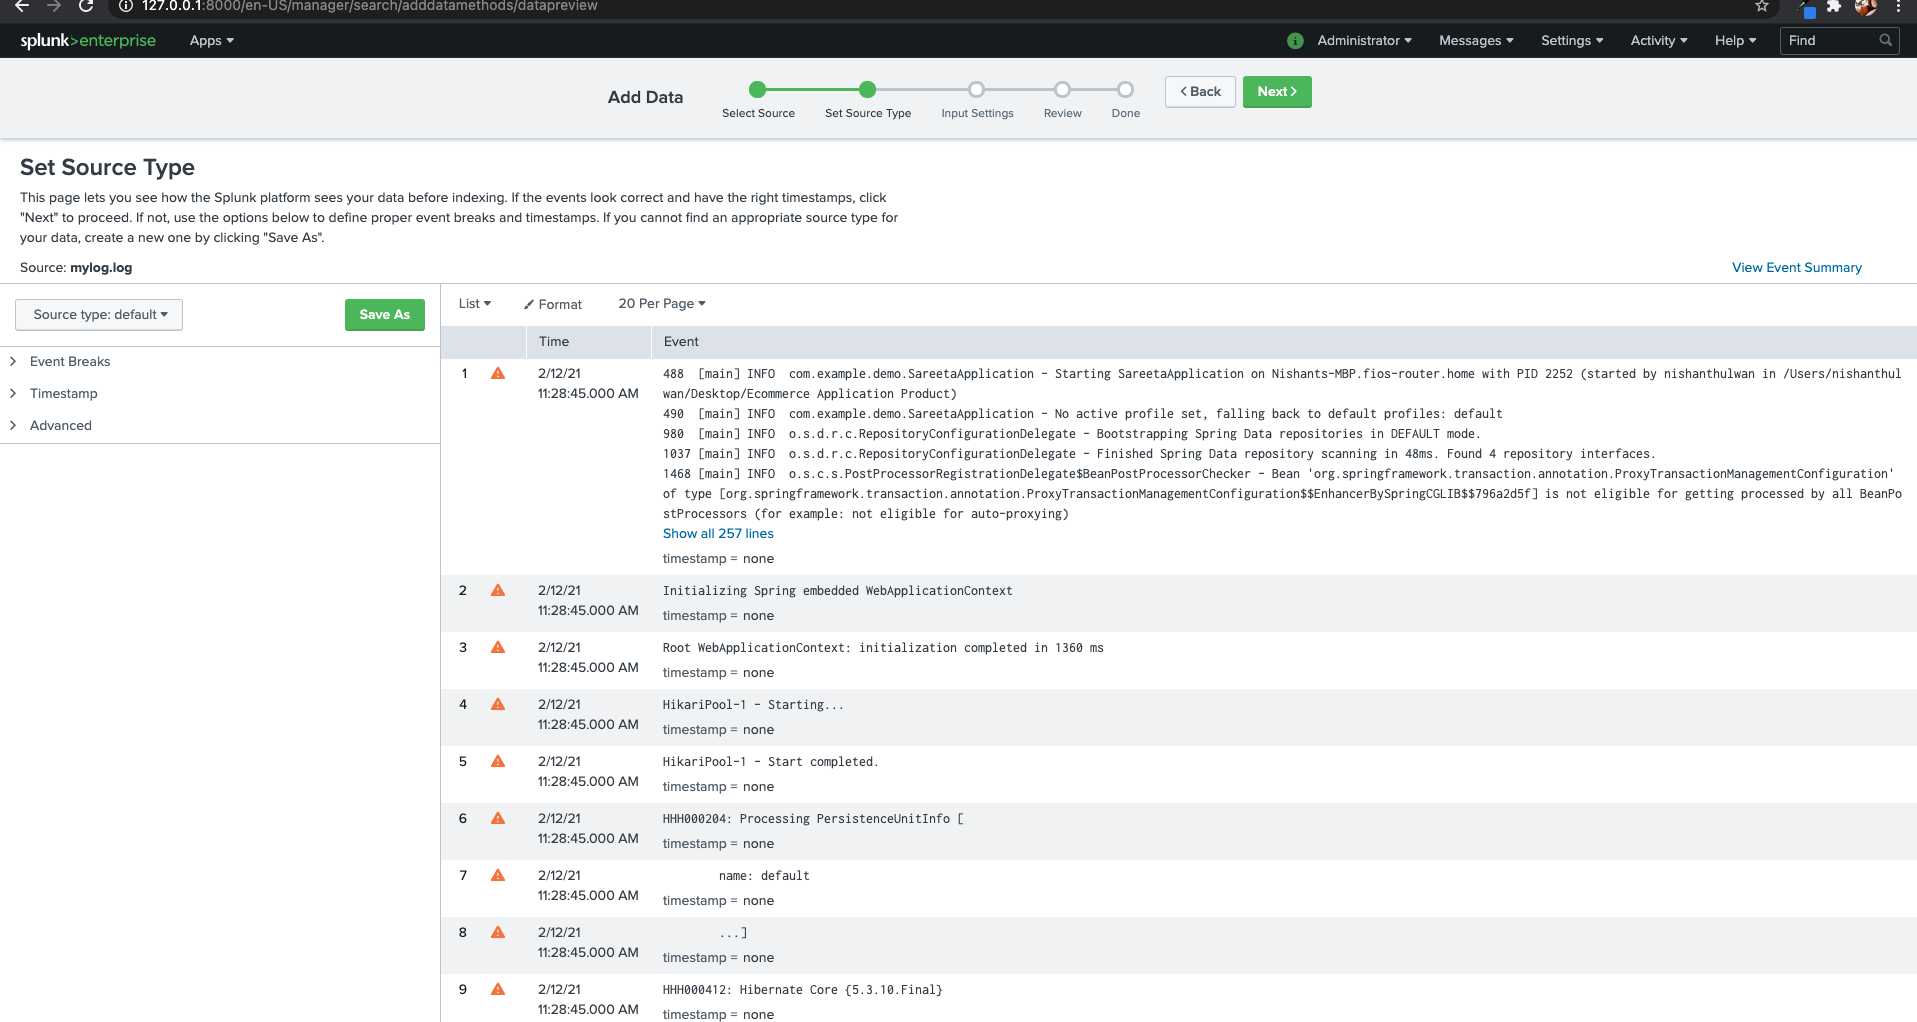 127.0.0.1:8000/en-US/manager/search/adddatamethods/datapreview
splunk>enterprise Apps i Administrator Messages Settings Activity Help Find
Add Data Select Source Set Source Type Input Settings Review Done < Back Next >
Set Source Type
This page lets you see how the Splunk platform sees your data before indexing. If the events look correct and have the right timestamps, click
"Next" to proceed. If not, use the options below to define proper event breaks and timestamps. If you cannot find an appropriate source type for
your data, create a new one by clicking "Save As".
Source: mylog.log View Event Summary
Source type: default Save As
> Event Breaks
> Timestamp
> Advanced
List Format 20 Per Page
Time Event
1 2/12/21 488 [main] INFO com.example.demo.SareetaApplication - Starting SareetaApplication on Nishants-MBP.fios-router.home with PID 2252 (started by nishanthulwan in /Users/nishanthul
11:28:45.000 AM wan/Desktop/Ecommerce Application Product)
490 [main] INFO com.example.demo.SareetaApplication - No active profile set, falling back to default profiles: default
980 [main] INFO o.s.d.r.c.RepositoryConfigurationDelegate - Bootstrapping Spring Data repositories in DEFAULT mode.
1037 [main] INFO o.s.d.r.c.RepositoryConfigurationDelegate - Finished Spring Data repository scanning in 48ms. Found 4 repository interfaces.
1468 [main] INFO o.s.c.s.PostProcessorRegistrationDelegate$BeanPostProcessorChecker - Bean 'org.springframework.transaction.annotation.ProxyTransactionManagementConfiguration'
of type [org.springframework.transaction.annotation.ProxyTransactionManagementConfiguration$$EnhancerBySpringCGLIB$$796a2d5f] is not eligible for getting processed by all BeanPo
stProcessors (for example: not eligible for auto-proxying)
Show all 257 lines
timestamp = none
2 2/12/21 Initializing Spring embedded WebApplicationContext
11:28:45.000 AM timestamp = none
3 2/12/21 Root WebApplicationContext: initialization completed in 1360 ms
11:28:45.000 AM timestamp = none
4 2/12/21 HikariPool-1 - Starting...
11:28:45.000 AM timestamp = none
5 2/12/21 HikariPool-1 - Start completed.
11:28:45.000 AM timestamp = none
6 2/12/21 HHH000204: Processing PersistenceUnitInfo [
11:28:45.000 AM timestamp = none
7 2/12/21 name: default
11:28:45.000 AM timestamp = none
8 2/12/21 ...]
11:28:45.000 AM timestamp = none
9 2/12/21 HHH000412: Hibernate Core {5.3.10.Final}
11:28:45.000 AM timestamp = none